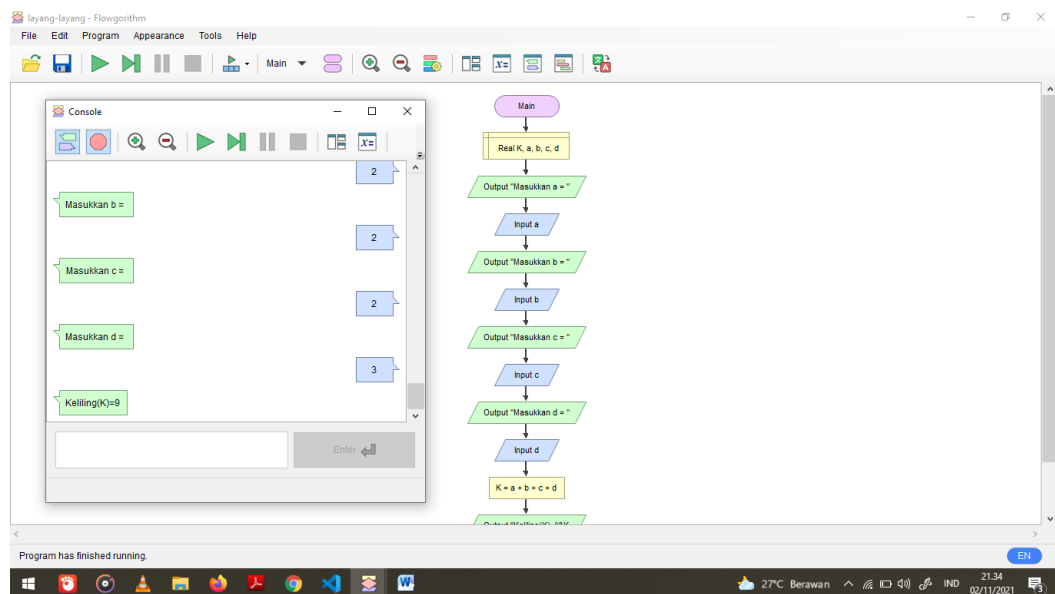 layang-layang - Flowgorithm
File Edit Program Appearance Tools Help
Main
Console
2
Masukkan b =
2
Masukkan c =
2
Masukkan d =
3
Keliling(K)=9
Enter
Main
Real K, a, b, c, d
Output "Masukkan a = "
Input a
Output "Masukkan b = "
Input b
Output "Masukkan c = "
Input c
Output "Masukkan d = "
Input d
K = a + b + c + d
Program has finished running.
EN
27°C Berawan
IND
21.34
02/11/2021